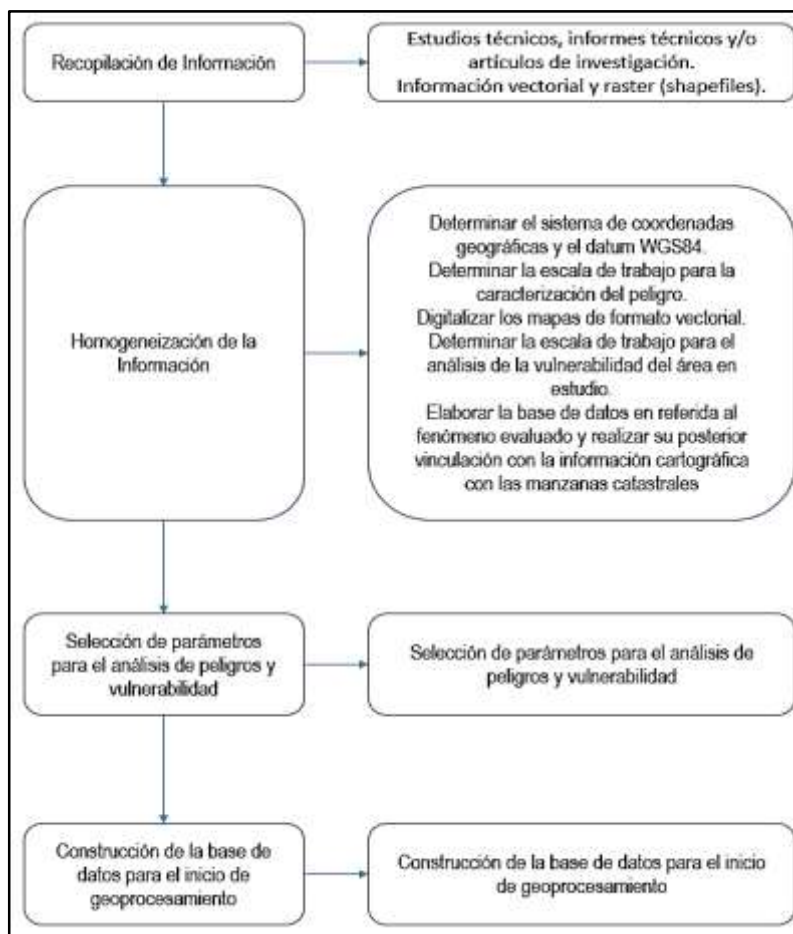 Recopilación de Información
Estudios técnicos, informes técnicos y/o
artículos de investigación.
Información vectorial y raster (shapefiles).
Homogeneización de la
Información
Determinar el sistema de coordenadas
geográficas y el datum WGS84.
Determinar la escala de trabajo para la
caracterización del peligro.
Digitalizar los mapas de formato vectorial.
Determinar la escala de trabajo para el
análisis de la vulnerabilidad del área en
estudio.
Elaborar la base de datos en referida al
fenómeno evaluado y realizar su posterior
vinculación con la información cartográfica
con las manzanas catastrales
Selección de parámetros
para el análisis de peligros y
vulnerabilidad
Selección de parámetros para el análisis de
peligros y vulnerabilidad
Construcción de la base de
datos para el inicio de
geoprocesamiento
Construcción de la base de datos para el inicio
de geoprocesamiento